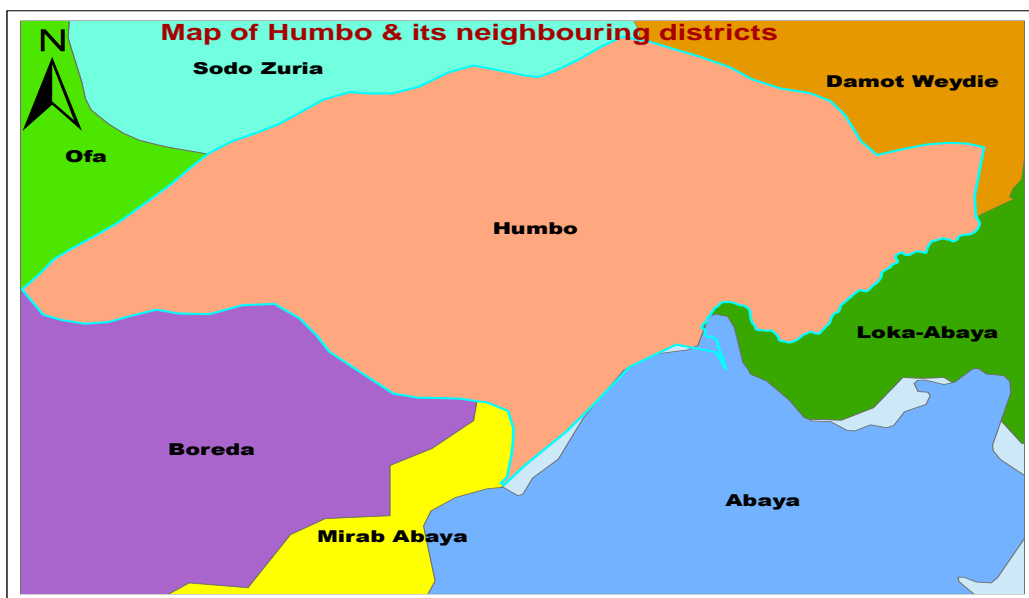 Map of Humbo & its neighbouring districts
N
Sodo Zuria
Damot Weydie
Ofa
Humbo
Loka-Abaya
Boreda
Abaya
Mirab Abaya